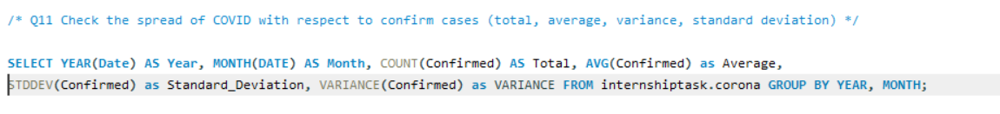 /* Q11 Check the spread of COVID with respect to confirm cases (total, average, variance, standard deviation) */
SELECT YEAR(Date) AS Year, MONTH(DATE) AS Month, COUNT(Confirmed) AS Total, AVG(Confirmed) as Average,
STDDEV(Confirmed) as Standard_Deviation, VARIANCE(Confirmed) as VARIANCE FROM internshiptask.corona GROUP BY YEAR, MONTH;